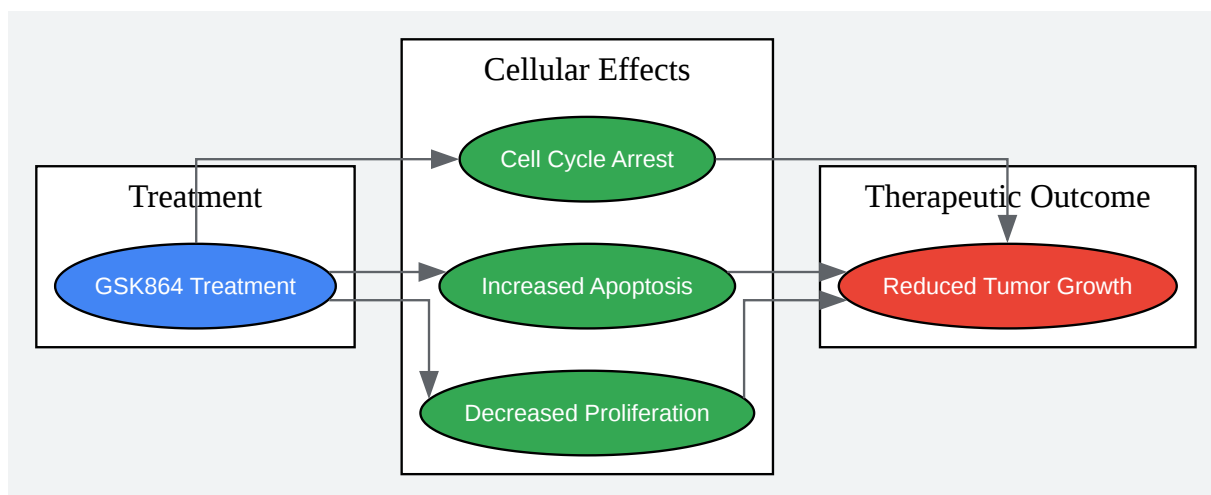 Treatment
GSK864 Treatment
Cellular Effects
Cell Cycle Arrest
Increased Apoptosis
Decreased Proliferation
Therapeutic Outcome
Reduced Tumor Growth